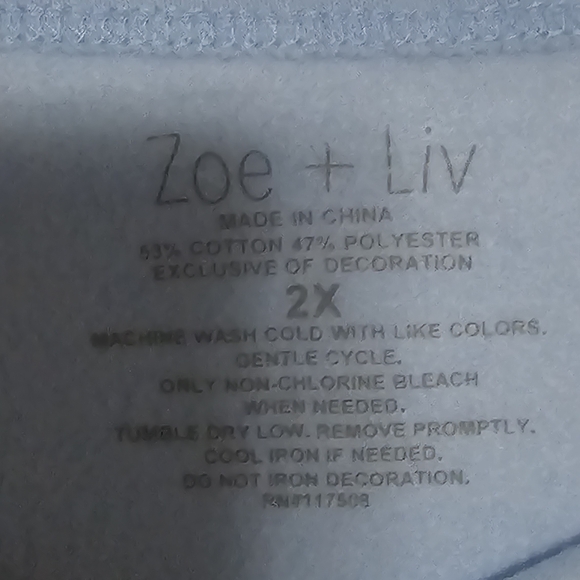 Zoe + Liv
MADE IN CHINA
53% COTTON 47% POLYESTER
EXCLUSIVE OF DECORATION
2X
MACHINE WASH COLD WITH LIKE COLORS.
GENTLE CYCLE.
ONLY NON-CHLORINE BLEACH
WHEN NEEDED.
TUMBLE DRY LOW. REMOVE PROMPTLY.
COOL IRON IF NEEDED.
DO NOT IRON DECORATION.
RN#117508